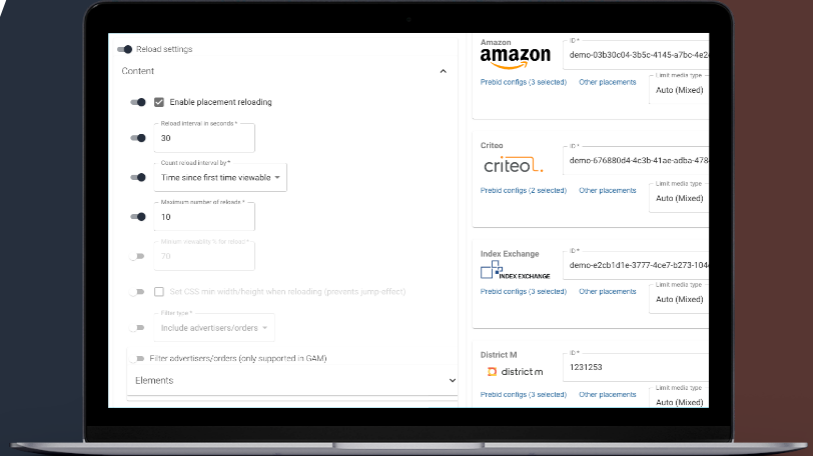 Reload settings
Content
Enable placement reloading
Reload interval in seconds *
30
Count reload interval by *
Time since first time viewable
Maximum number of reloads *
10
Minium viewability % for reload *
70
Set CSS min width/height when reloading (prevents jump effect)
Filter type *
Include advertisers/orders
Filter advertisers/orders (only supported in GAM)
Elements
Amazon
amazon
ID *
demo-03b30c04-3b5c-4145-a7bc-4e2
Prebid configs (3 selected)
Other placements
Limit media type
Auto (Mixed)
Criteo
criteo.
ID *
demo-676880d4-4c3b-41ae-adba-478
Prebid configs (2 selected)
Other placements
Limit media type
Auto (Mixed)
Index Exchange
INDEX EXCHANGE
ID *
demo-e2cb1d1e-3777-4ce7-b273-104
Prebid configs (3 selected)
Other placements
Limit media type
Auto (Mixed)
District M
district m
ID *
1231253
Prebid configs (3 selected)
Other placements
Limit media type
Auto (Mixed)